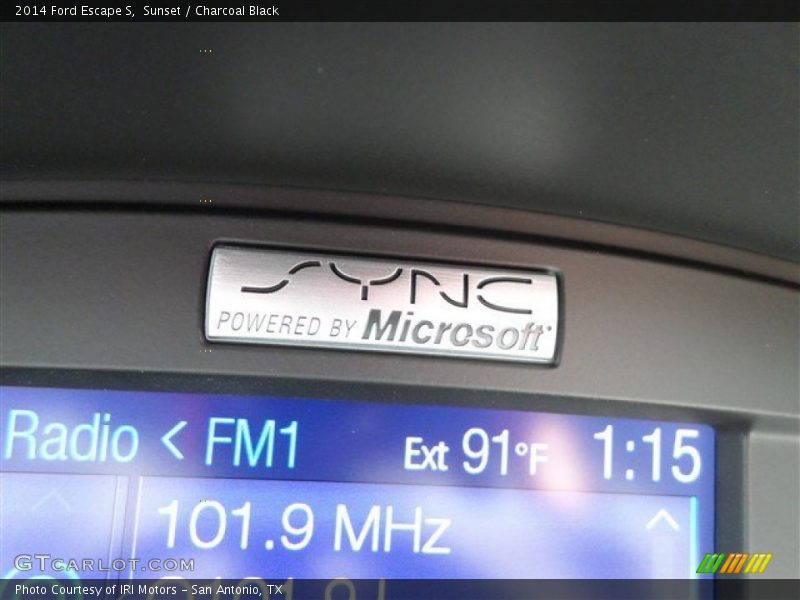 2014 Ford Escape S, Sunset / Charcoal Black
SYNC
POWERED BY Microsoft
Radio < FM1 Ext 91°F 1:15
101.9 MHz
GTCARLOT.COM
Photo Courtesy of IRI Motors - San Antonio, TX